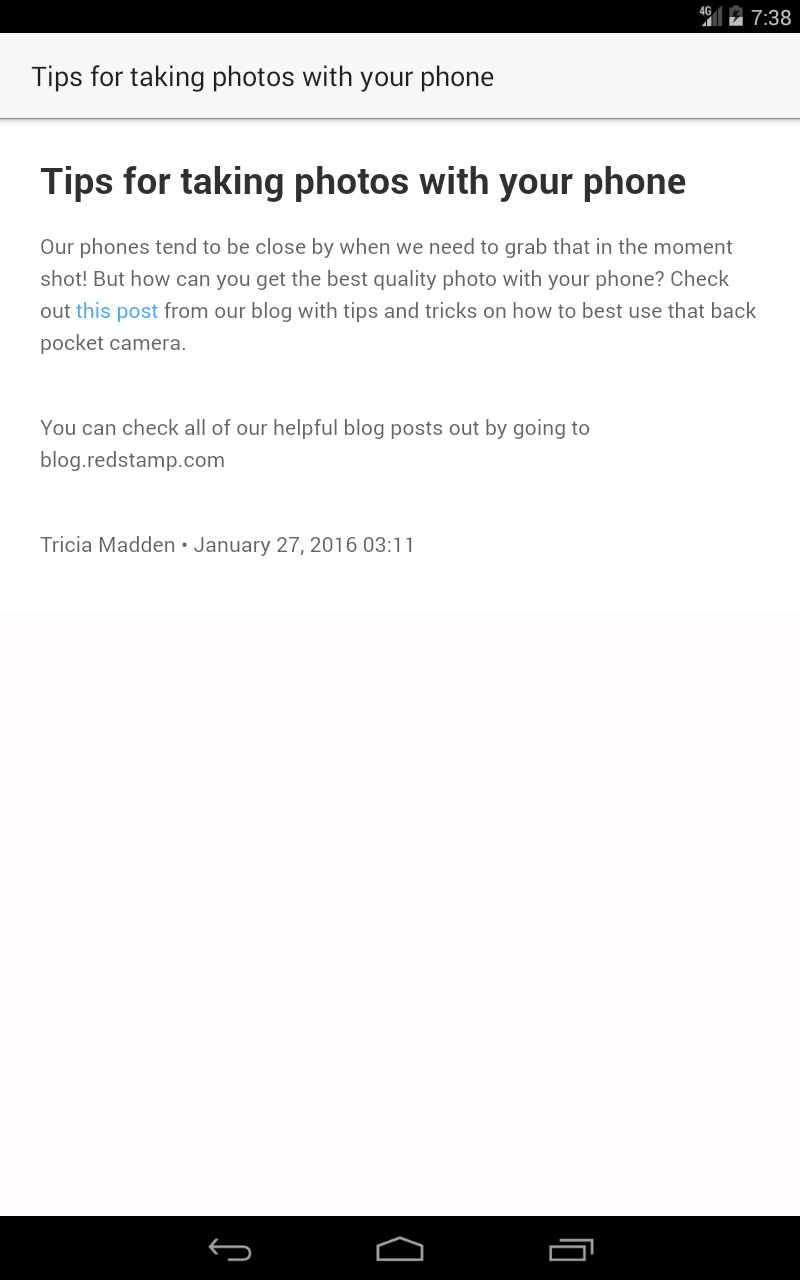 4G 7:38
Tips for taking photos with your phone
Tips for taking photos with your phone
Our phones tend to be close by when we need to grab that in the moment
shot! But how can you get the best quality photo with your phone? Check
out this post from our blog with tips and tricks on how to best use that back
pocket camera.
You can check all of our helpful blog posts out by going to
blog.redstamp.com
Tricia Madden • January 27, 2016 03:11